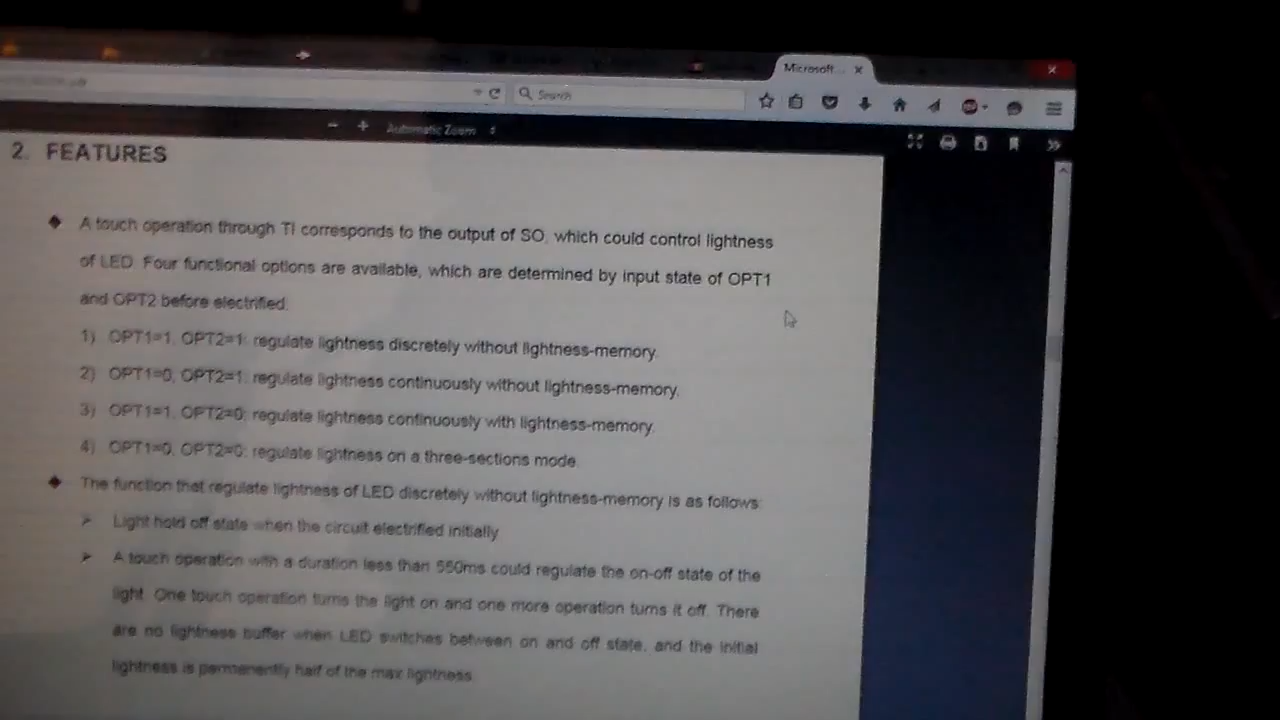 Microsoft...
Search
Automatic Zoom
2. FEATURES
A touch operation through TI corresponds to the output of SO, which could control lightness
of LED. Four functional options are available, which are determined by input state of OPT1
and OPT2 before electrified.
1) OPT1=1, OPT2=1: regulate lightness discretely without lightness-memory.
2) OPT1=0, OPT2=1: regulate lightness continuously without lightness-memory.
3) OPT1=1, OPT2=0: regulate lightness continuously with lightness-memory.
4) OPT1=0, OPT2=0: regulate lightness on a three-sections mode.
The function that regulate lightness of LED discretely without lightness-memory is as follows:
Light hold off state when the circuit electrified initially.
A touch operation with a duration less than 550ms could regulate the on-off state of the
light. One touch operation turns the light on and one more operation turns it off. There
are no lightness buffer when LED switches between on and off state, and the initial
lightness is permanently half of the max lightness.